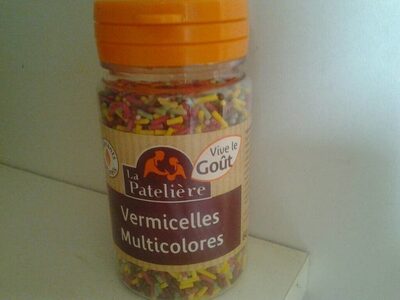 Vive le
Goût
La
Patelière
Vermicelles
Multicolores